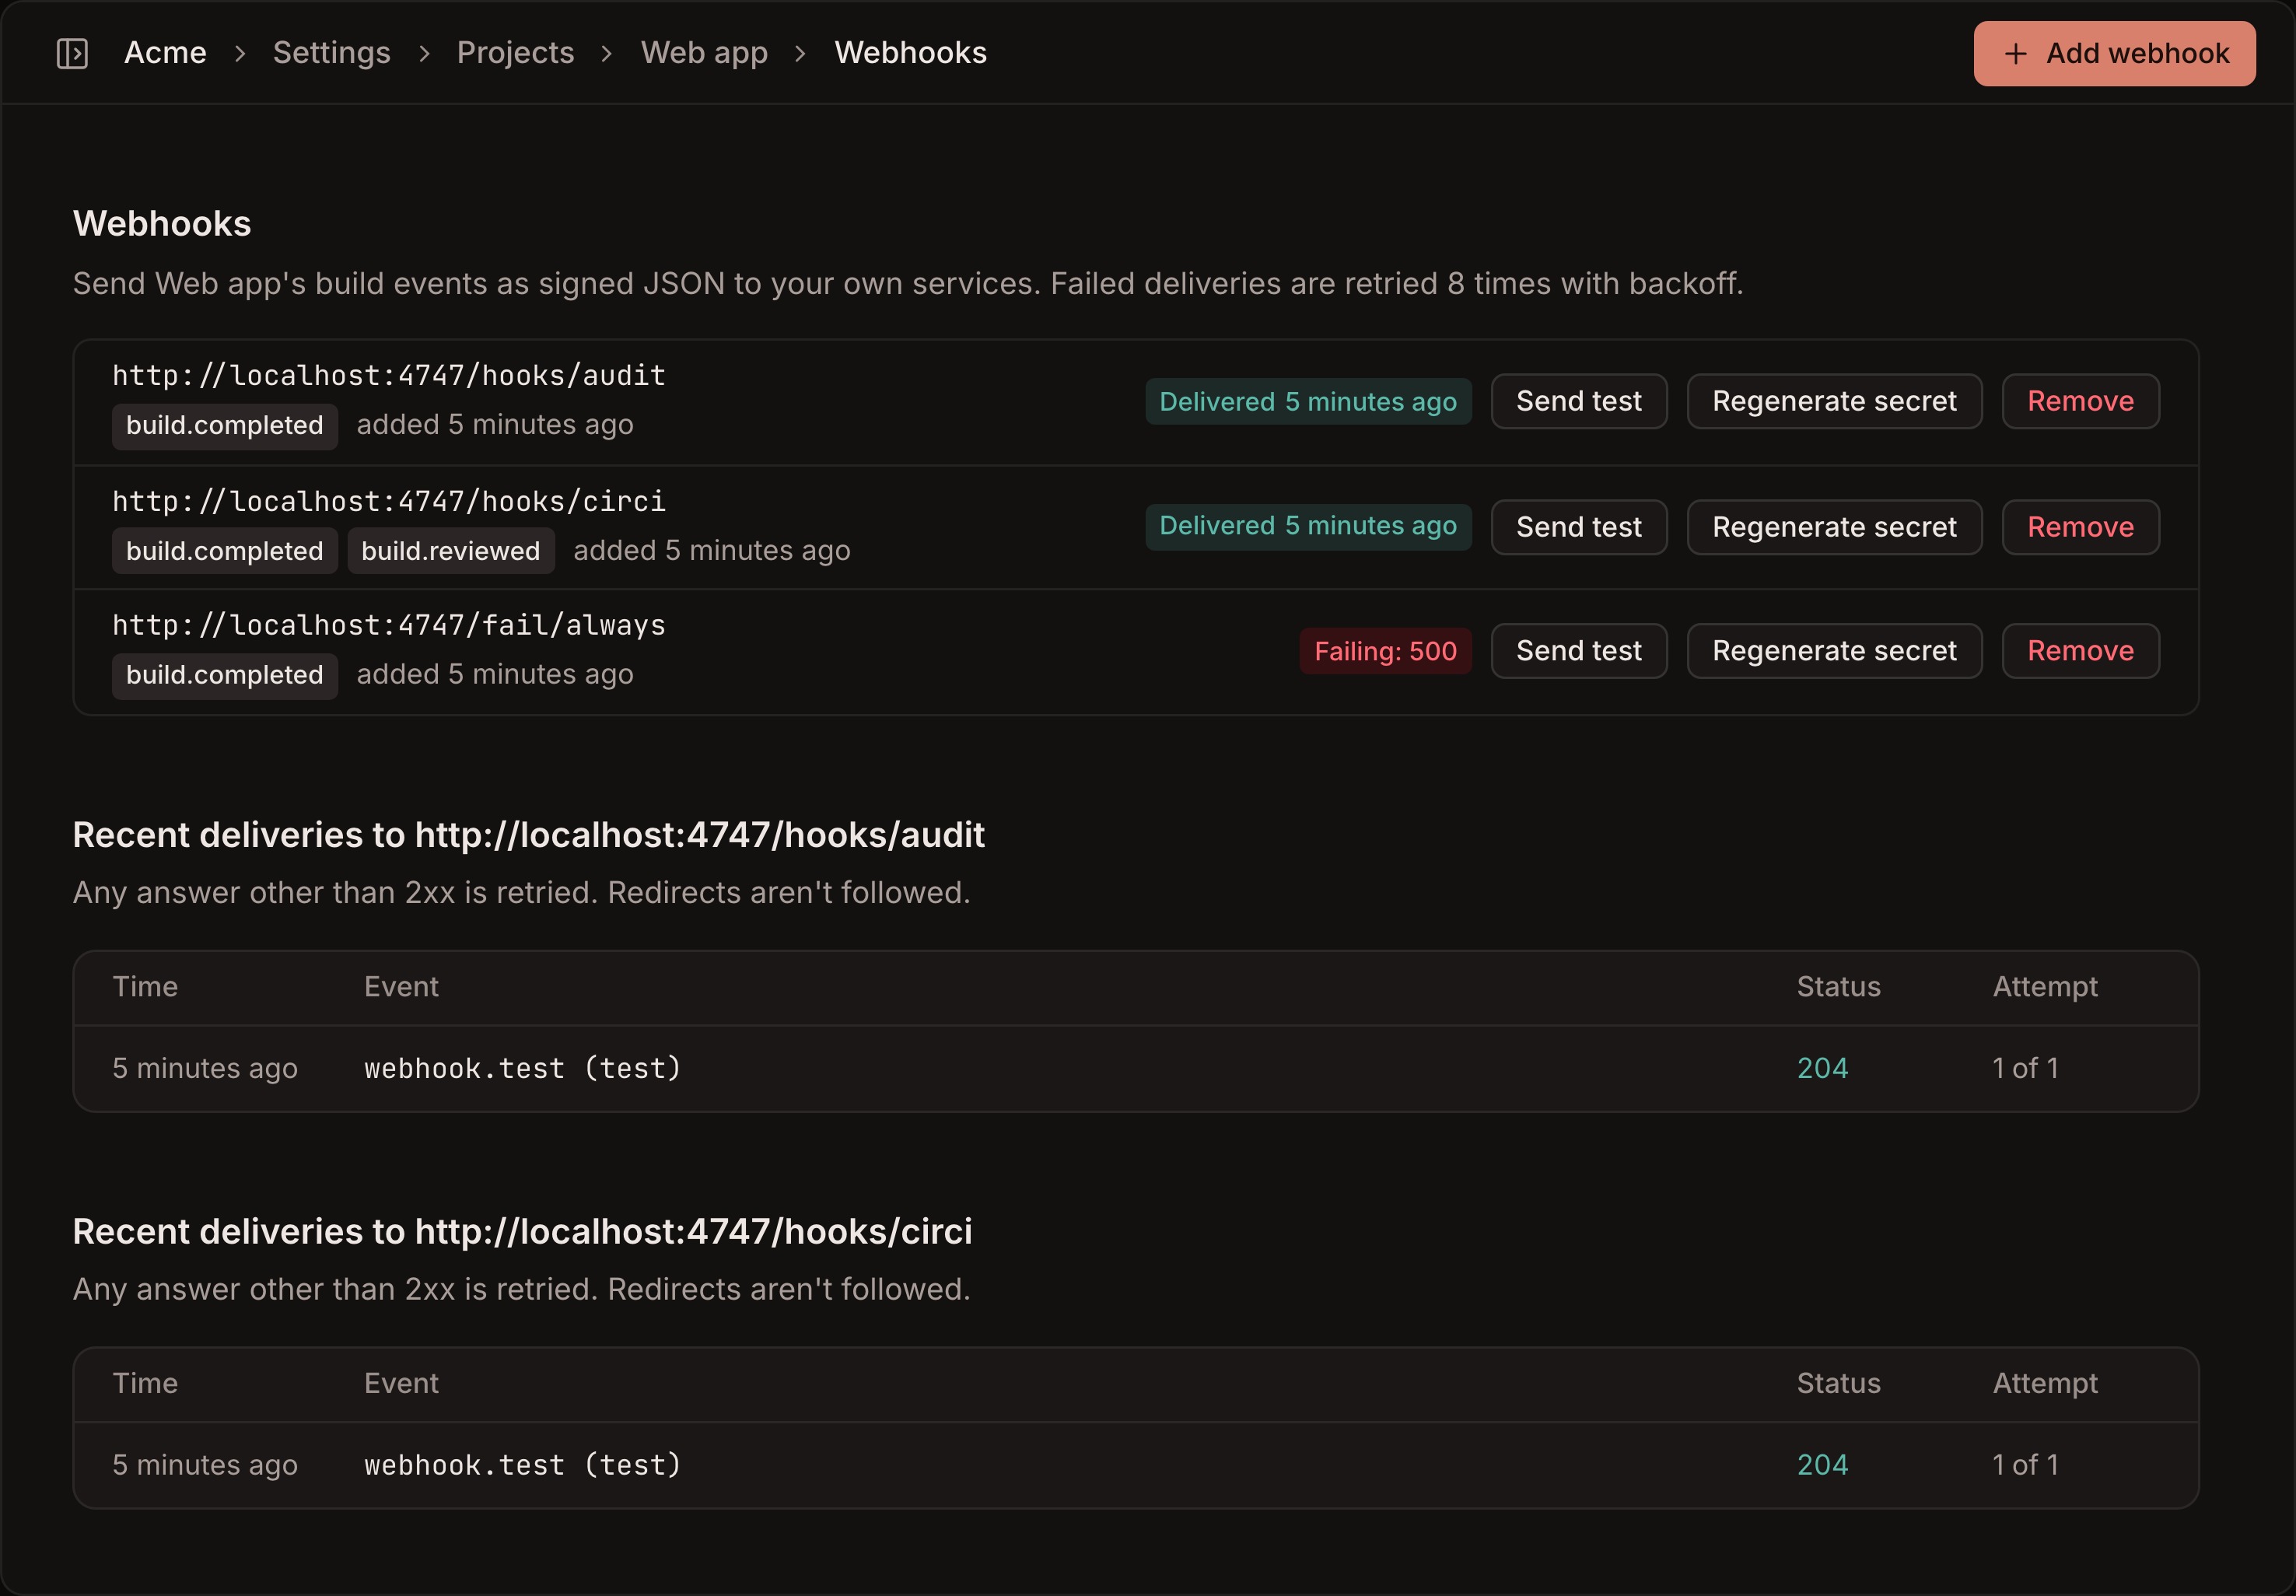 Acme > Settings > Projects > Web app > Webhooks
+ Add webhook
Webhooks
Send Web app's build events as signed JSON to your own services. Failed deliveries are retried 8 times with backoff.
http://localhost:4747/hooks/audit
build.completed added 5 minutes ago
Delivered 5 minutes ago Send test Regenerate secret Remove
http://localhost:4747/hooks/circi
build.completed build.reviewed added 5 minutes ago
Delivered 5 minutes ago Send test Regenerate secret Remove
http://localhost:4747/fail/always
build.completed added 5 minutes ago
Failing: 500 Send test Regenerate secret Remove
Recent deliveries to http://localhost:4747/hooks/audit
Any answer other than 2xx is retried. Redirects aren't followed.
Time Event Status Attempt
5 minutes ago webhook.test (test) 204 1 of 1
Recent deliveries to http://localhost:4747/hooks/circi
Any answer other than 2xx is retried. Redirects aren't followed.
Time Event Status Attempt
5 minutes ago webhook.test (test) 204 1 of 1